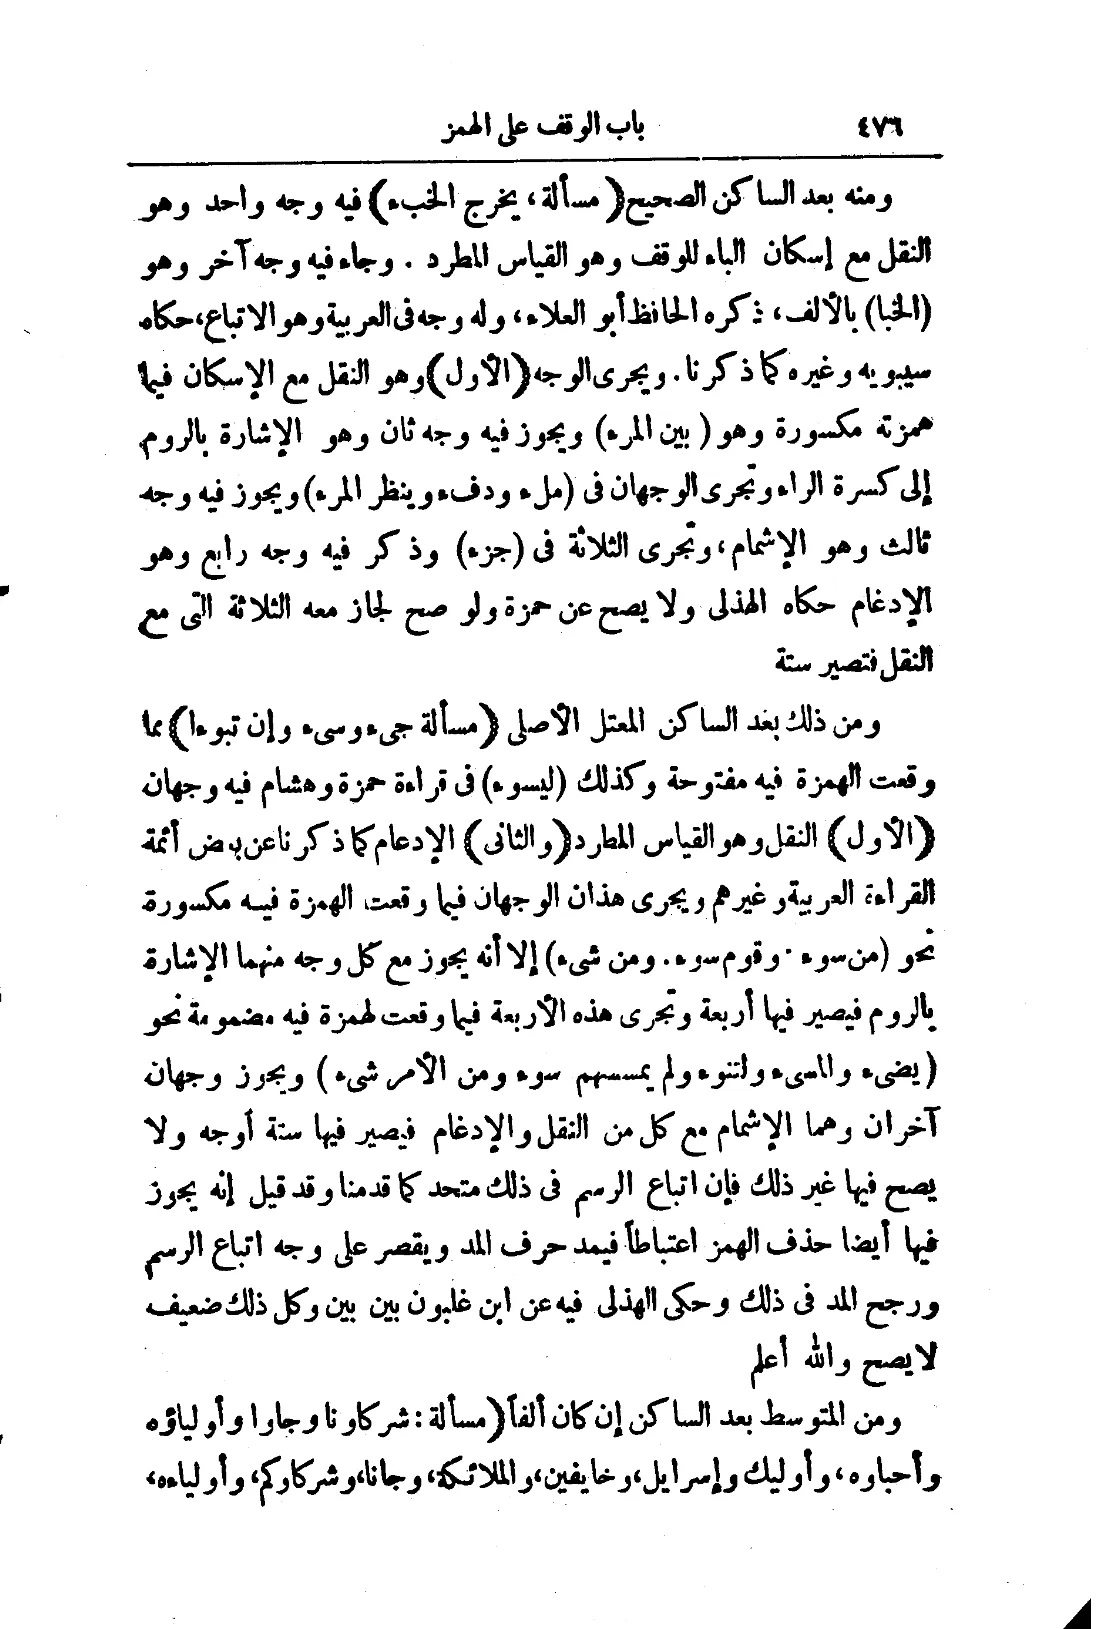 ٤٧٦ باب الوقف على الهمز
ومنه بعد الساكن الصحيح (مسألة، يخرج الخبء) فيه وجه واحد وهو
النقل مع إسكان الباء للوقف وهو القياس المطرد . وجاء فيه وجه آخر وهو
(الخبا) بالألف، ذكره الحافظ أبو العلاء، وله وجه فى العربية وهو الاتباع، حكاه
سيبويه وغيره كما ذكرنا. ويجرى الوجه (الأول) وهو النقل مع الإسكان فيما
همزته مكسورة وهو (بين المرء) ويجوز فيه وجه ثان وهو الإشارة بالروم
إلى كسرة الراء وتجرى الوجهان فى (ملء ودفء وينظر المرء) ويجوز فيه وجه
ثالث وهو الإشمام، وتجرى الثلاثة فى (جزء) وذكر فيه وجه رابع وهو
الإدغام حكاه الهذلى ولا يصح عن حمزة ولو صح لجاز معه الثلاثة التى مع
النقل فتصير ستة
ومن ذلك بغد الساكن المعتل الأصلى (مسألة جىء وسىء وإن تبوءا) مما
وقعت الهمزة فيه مفتوحة وكذلك (ليسوء) فى قراءة حمزة وهشام فيه وجهان
(الأول) النقل وهو القياس المطرد (والثانى) الإدعام كما ذكرنا عن بعض أئمة
القراءة العربية وغيرهم ويجرى هذان الوجهان فيما وقعت الهمزة فيه مكسورة
نحو (من سوء . وقوم سوء . ومن شىء) إلا أنه يجوز مع كل وجه منهما الإشارة
بالروم فيصير فيها أربعة وتجرى هذه الأربعة فيما وقعت لهمزة فيه مضمومة نحو
(يضىء والمسىء ولتنوء ولم يمسسهم سوء ومن الأمر شىء) ويجوز وجهان
آخران وهما الإشمام مع كل من النقل والإدغام فيصير فيها ستة أوجه ولا
يصح فيها غير ذلك فإن اتباع الرسم فى ذلك متحد كما قدمنا وقد قيل إنه يجوز
فيها أيضا حذف الهمز اعتباطاً فيمد حرف المد ويقصر على وجه اتباع الرسم
ورجح المد فى ذلك وحكى الهذلى فيه عن ابن غلبون بين بين وكل ذلك ضعيف
لا يصح والله أعلم
ومن المتوسط بعد الساكن إن كان ألفاً (مسألة : شركاونا وجاوا وأولياؤه
وأحباوه، وأوليك وإسرايل، وخايفين، والملائكة، وجانا، وشركاوكم، وأولياءه،